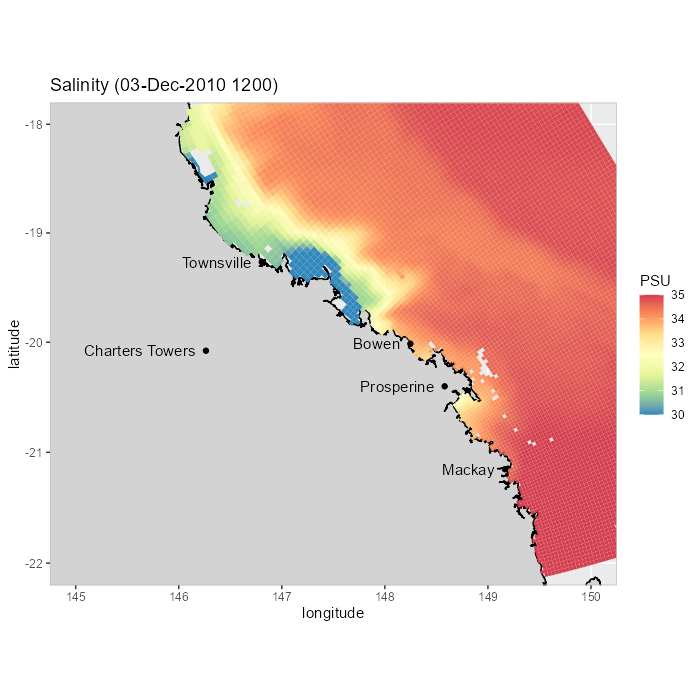 Salinity (03-Dec-2010 1200)
-18
-19
-20
-21
-22
latitude
Townsville
Charters Towers
Bowen
Prosperine
Mackay
145
146
147
148
149
150
longitude
PSU
35
34
33
32
31
30